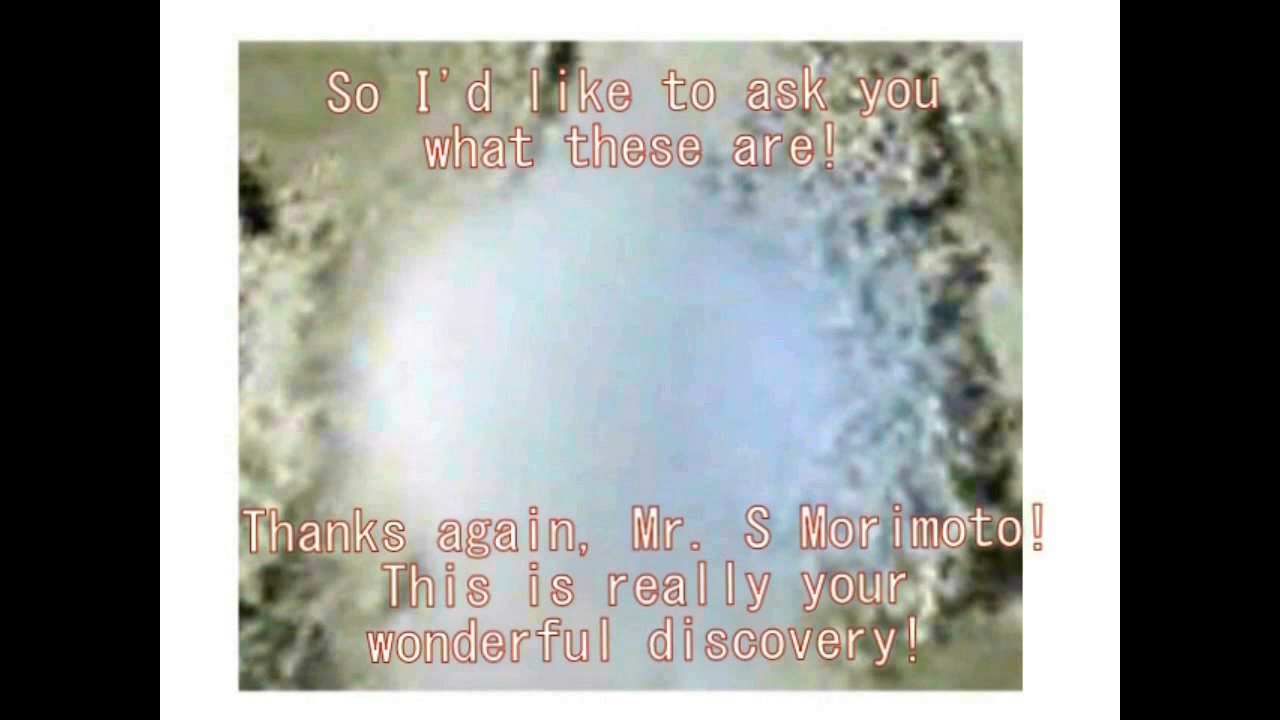 So I'd like to ask you
what these are!
Thanks again, Mr. S Morimoto!
This is really your
wonderful discovery!